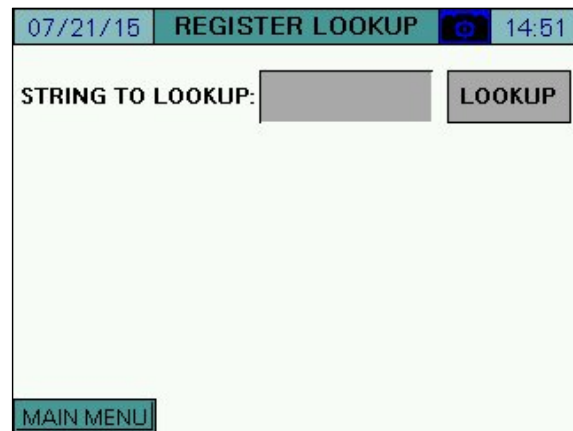 07/21/15 REGISTER LOOKUP 14:51
STRING TO LOOKUP: LOOKUP
MAIN MENU